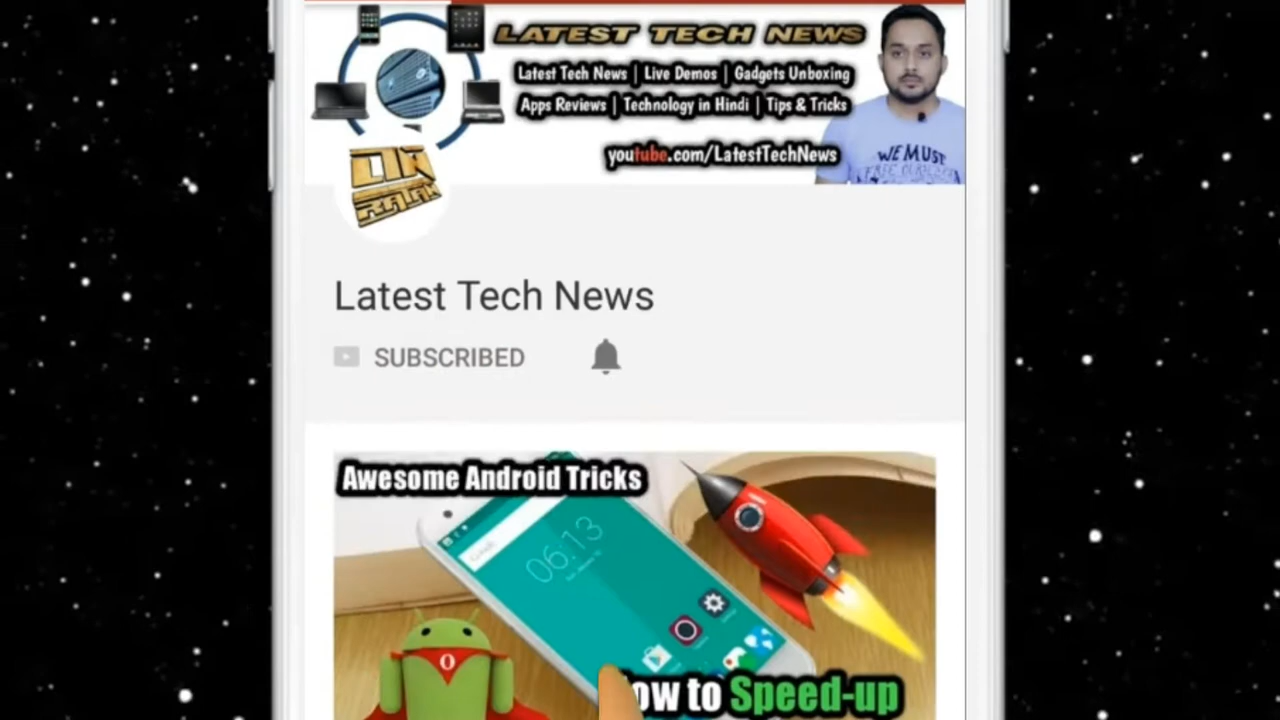 LATEST TECH NEWS
Latest Tech News | Live Demos | Gadgets Unboxing
Apps Reviews | Technology in Hindi | Tips & Tricks
youtube.com/LatestTechNews
WE MUST
Latest Tech News
SUBSCRIBED
Awesome Android Tricks
Google
06:13
O
ow to Speed-up